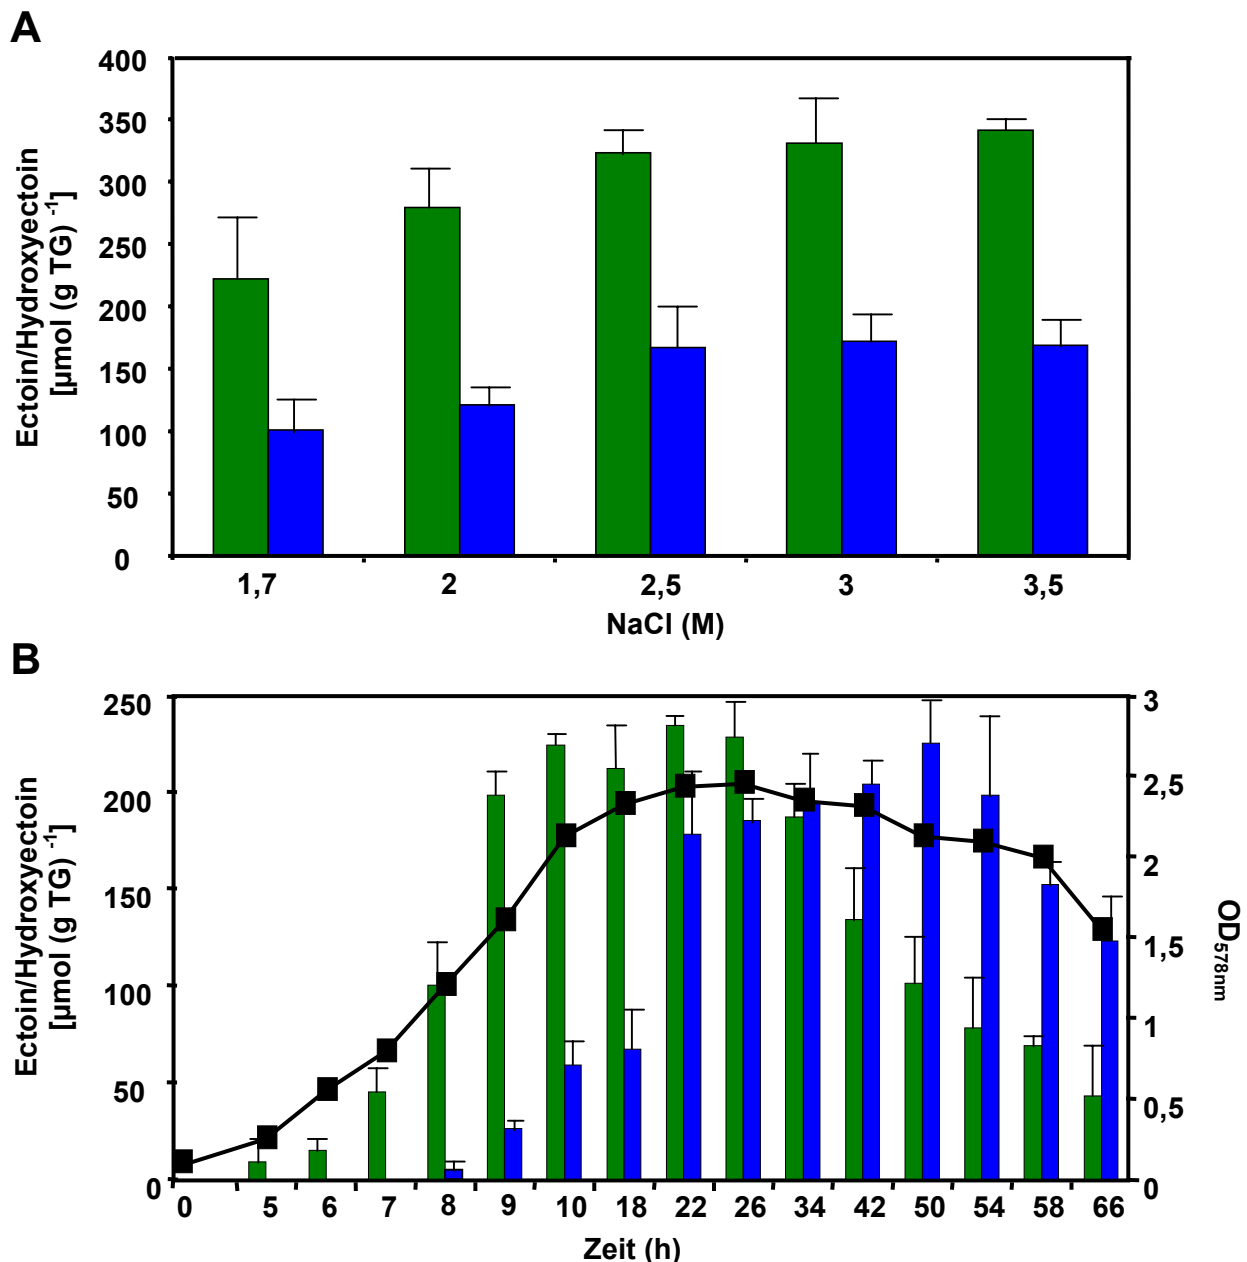 A
400
350
300
250
200
150
100
50
0
Ectoin/Hydroxyectoin
[µmol (g TG) -1]
1,7 2 2,5 3 3,5
NaCl (M)
B
250
200
150
100
50
0
Ectoin/Hydroxyectoin
[µmol (g TG) -1]
3
2,5
2
1,5
1
0,5
0
OD578nm
0 5 6 7 8 9 10 18 22 26 34 42 50 54 58 66
Zeit (h)